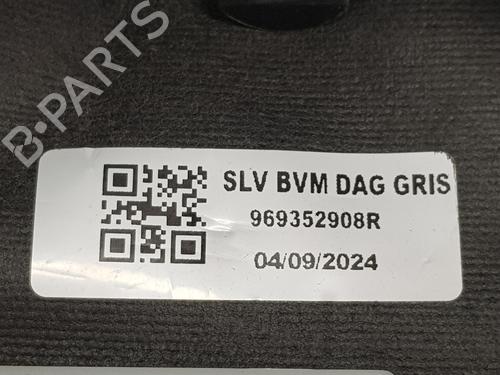 B-PARTS
SLV BVM DAG GRIS
969352908R
04/09/2024